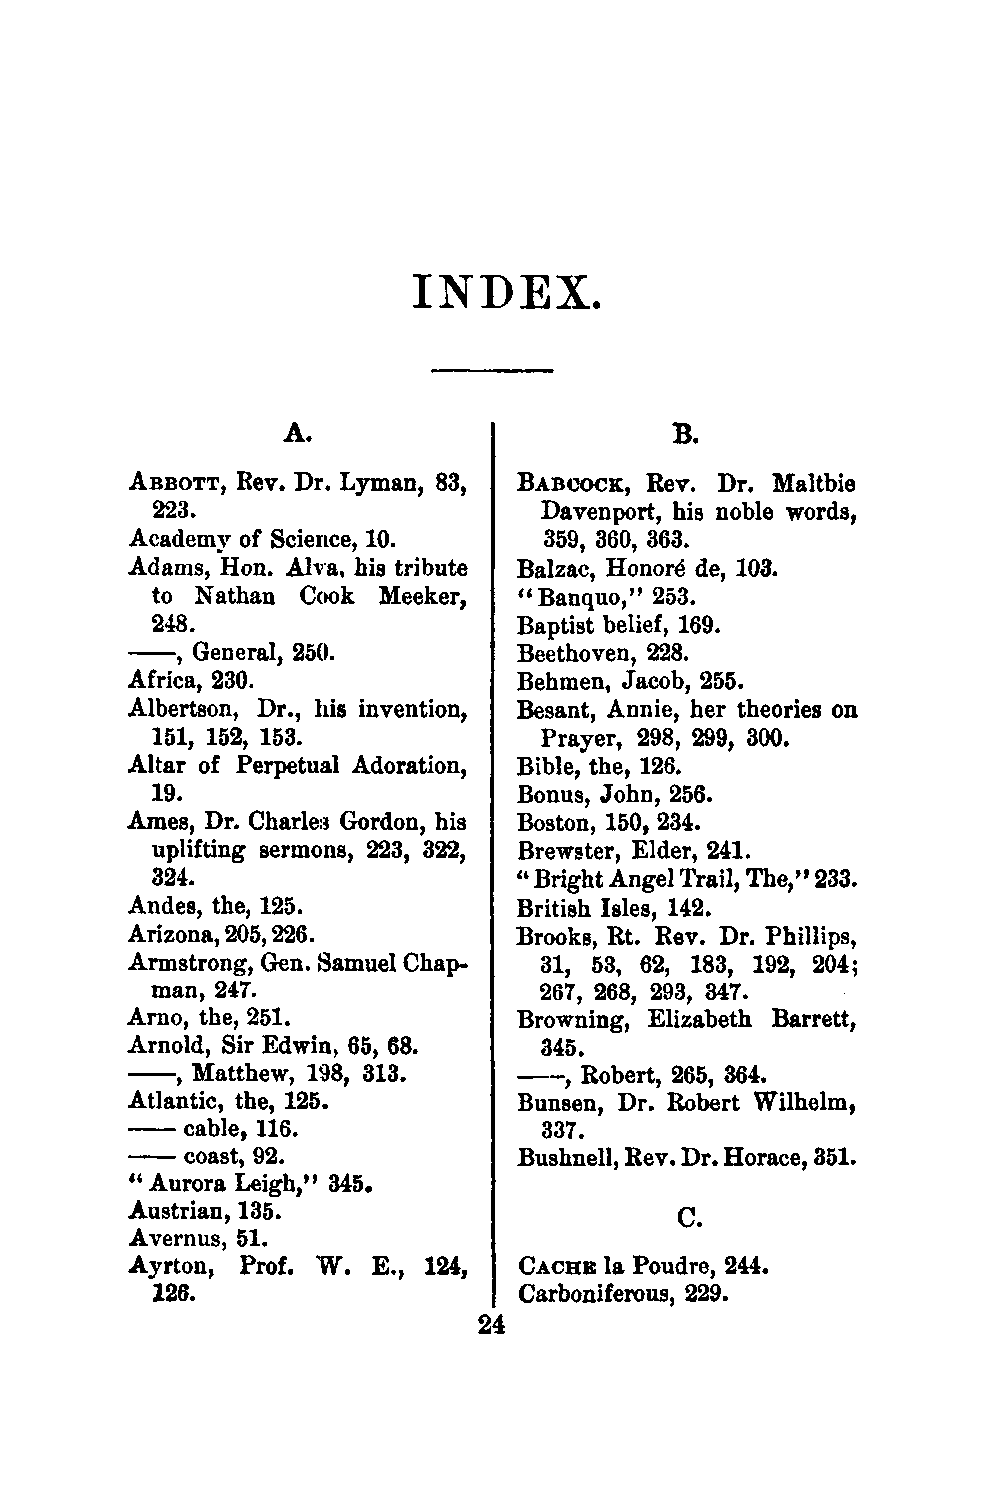 INDEX.
A.
ABBOTT, Rev. Dr. Lyman, 83,
223.
Academy of Science, 10.
Adams, Hon. Alva, his tribute
to Nathan Cook Meeker,
248.
——, General, 250.
Africa, 230.
Albertson, Dr., his invention,
151, 152, 153.
Altar of Perpetual Adoration,
19.
Ames, Dr. Charles Gordon, his
uplifting sermons, 223, 322,
324.
Andes, the, 125.
Arizona, 205, 226.
Armstrong, Gen. Samuel Chap-
man, 247.
Arno, the, 251.
Arnold, Sir Edwin, 65, 68.
——, Matthew, 198, 313.
Atlantic, the, 125.
—— cable, 116.
—— coast, 92.
"Aurora Leigh," 345.
Austrian, 135.
Avernus, 51.
Ayrton, Prof. W. E., 124,
126.
B.
BABCOCK, Rev. Dr. Maltbie
Davenport, his noble words,
359, 360, 363.
Balzac, Honoré de, 103.
"Banquo," 253.
Baptist belief, 169.
Beethoven, 228.
Behmen, Jacob, 255.
Besant, Annie, her theories on
Prayer, 298, 299, 300.
Bible, the, 126.
Bonus, John, 256.
Boston, 150, 234.
Brewster, Elder, 241.
"Bright Angel Trail, The," 233.
British Isles, 142.
Brooks, Rt. Rev. Dr. Phillips,
31, 53, 62, 183, 192, 204;
267, 268, 293, 347.
Browning, Elizabeth Barrett,
345.
——, Robert, 265, 364.
Bunsen, Dr. Robert Wilhelm,
337.
Bushnell, Rev. Dr. Horace, 351.
C.
CACHE la Poudre, 244.
Carboniferous, 229.
24